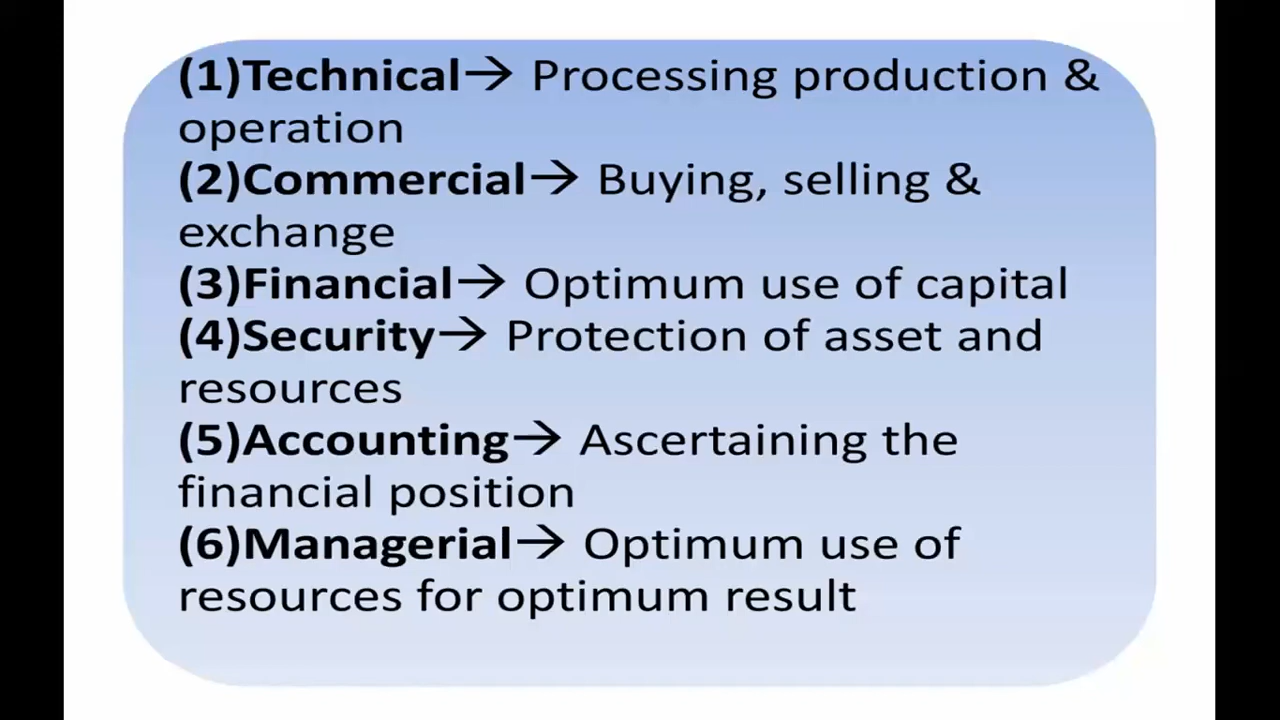 (1)Technical→ Processing production &
operation
(2)Commercial→ Buying, selling &
exchange
(3)Financial→ Optimum use of capital
(4)Security→ Protection of asset and
resources
(5)Accounting→ Ascertaining the
financial position
(6)Managerial→ Optimum use of
resources for optimum result